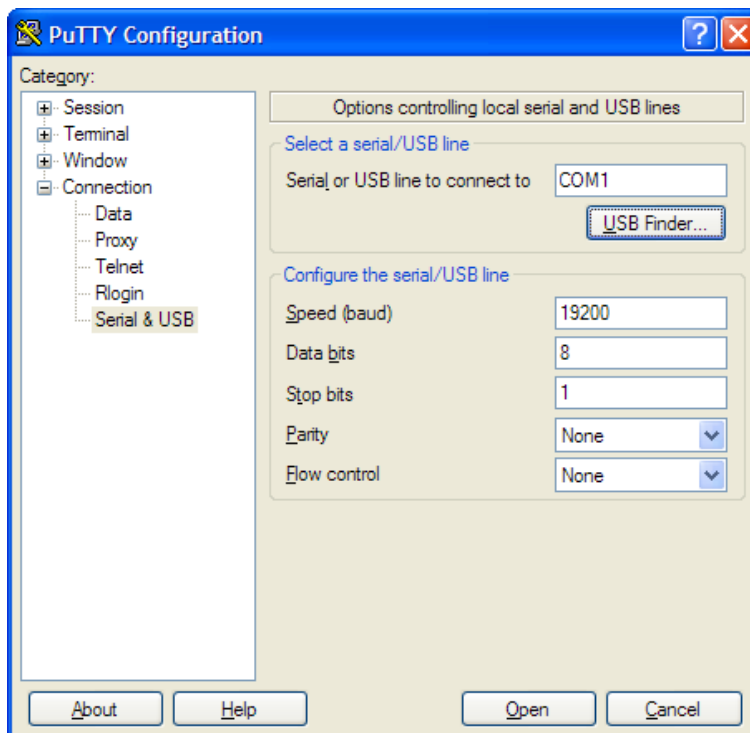 PuTTY Configuration
Category:
Session
Terminal
Window
Connection
Data
Proxy
Telnet
Rlogin
Serial & USB
Options controlling local serial and USB lines
Select a serial/USB line
Serial or USB line to connect to COM1
USB Finder...
Configure the serial/USB line
Speed (baud) 19200
Data bits 8
Stop bits 1
Parity None
Flow control None
About Help Open Cancel